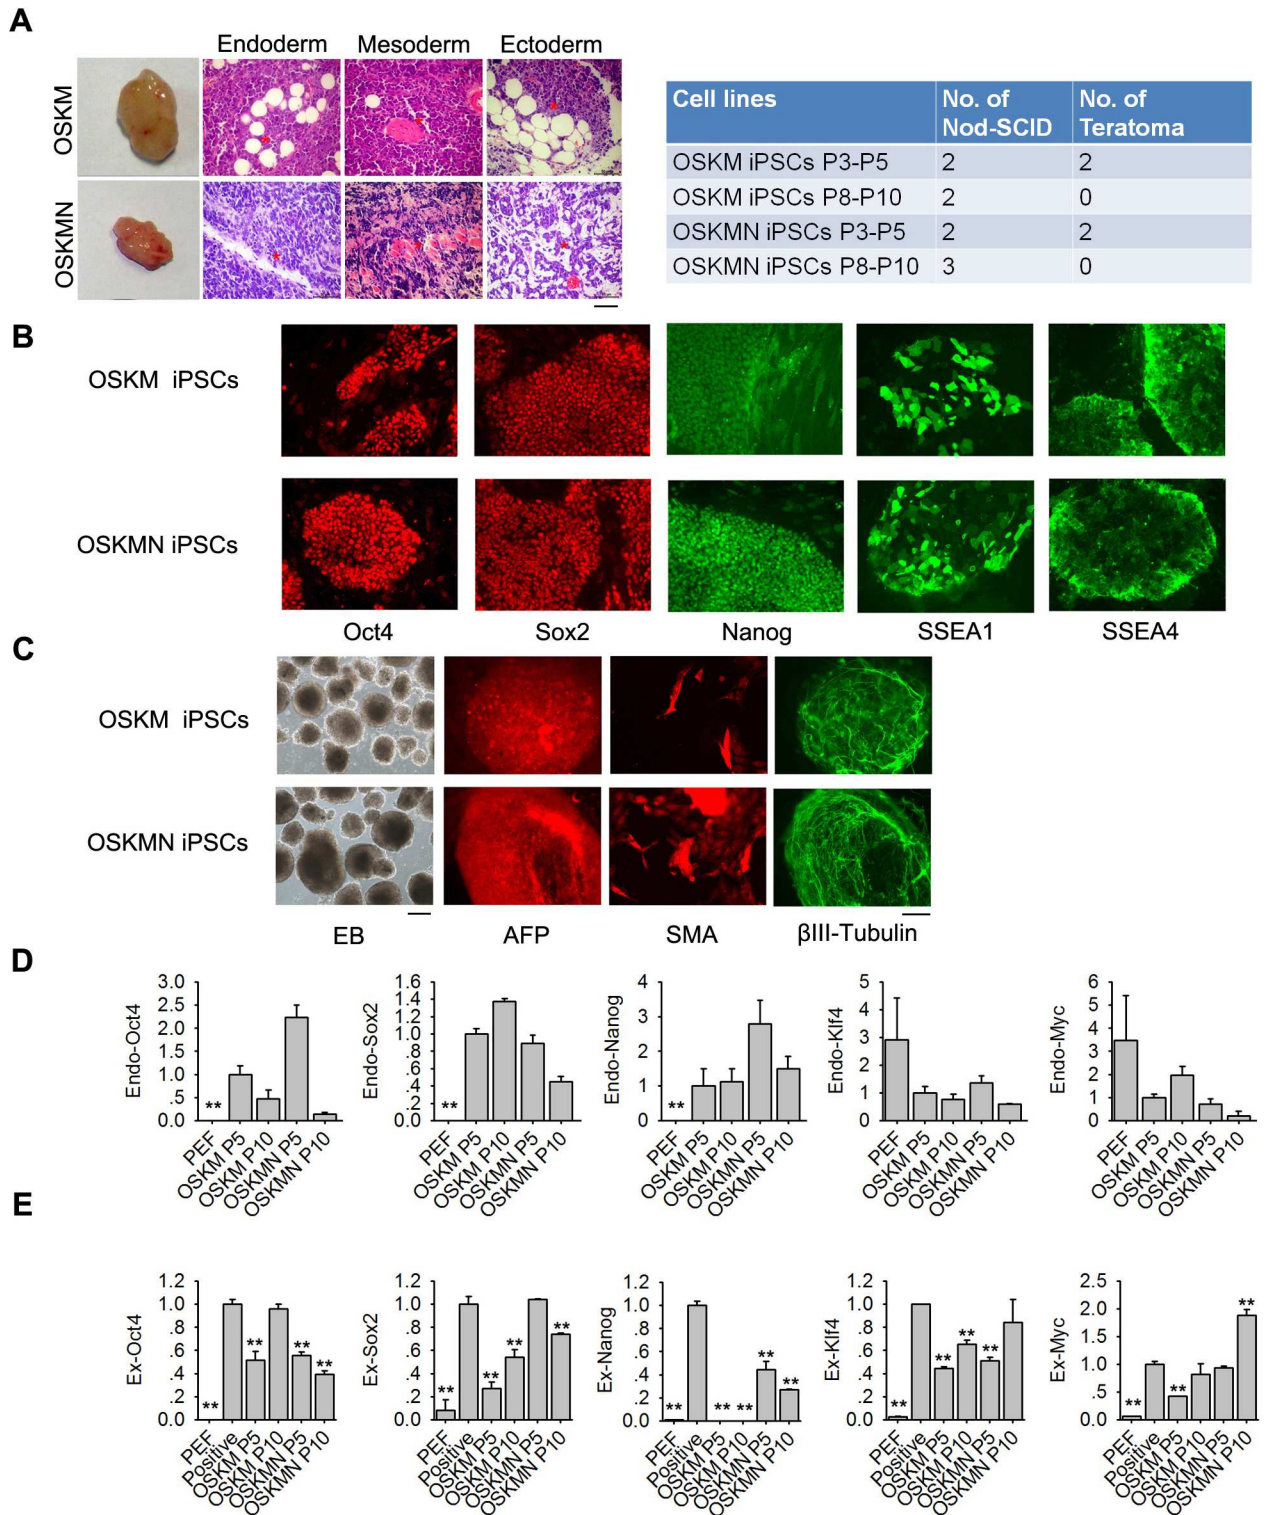 A
Endoderm Mesoderm Ectoderm
OSKM
OSKMN
Cell lines No. of Nod-SCID No. of Teratoma
OSKM iPSCs P3-P5 2 2
OSKM iPSCs P8-P10 2 0
OSKMN iPSCs P3-P5 2 2
OSKMN iPSCs P8-P10 3 0
B
OSKM iPSCs
OSKMN iPSCs
Oct4 Sox2 Nanog SSEA1 SSEA4
C
OSKM iPSCs
OSKMN iPSCs
EB AFP SMA βIII-Tubulin
D
Endo-Oct4
3.0
2.5
2.0
1.5
1.0
.5
0.0
**
PEF
OSKM P5
OSKM P10
OSKMN P5
OSKMN P10
Endo-Sox2
1.6
1.4
1.2
1.0
.8
.6
.4
.2
0.0
**
PEF
OSKM P5
OSKM P10
OSKMN P5
OSKMN P10
Endo-Nanog
4
3
2
1
0
**
PEF
OSKM P5
OSKM P10
OSKMN P5
OSKMN P10
Endo-Klf4
5
4
3
2
1
0
PEF
OSKM P5
OSKM P10
OSKMN P5
OSKMN P10
Endo-Myc
6
5
4
3
2
1
0
PEF
OSKM P5
OSKM P10
OSKMN P5
OSKMN P10
E
Ex-Oct4
1.2
1.0
.8
.6
.4
.2
0.0
** ** ** **
PEF
Positive
OSKM P5
OSKM P10
OSKMN P5
OSKMN P10
Ex-Sox2
1.2
1.0
.8
.6
.4
.2
0.0
** ** ** **
PEF
Positive
OSKM P5
OSKM P10
OSKMN P5
OSKMN P10
Ex-Nanog
1.2
1.0
.8
.6
.4
.2
0.0
** ** ** ** **
PEF
Positive
OSKM P5
OSKM P10
OSKMN P5
OSKMN P10
Ex-Klf4
1.2
1.0
.8
.6
.4
.2
0.0
** ** ** **
PEF
Positive
OSKM P5
OSKM P10
OSKMN P5
OSKMN P10
Ex-Myc
2.5
2.0
1.5
1.0
.5
0.0
** ** **
PEF
Positive
OSKM P5
OSKM P10
OSKMN P5
OSKMN P10